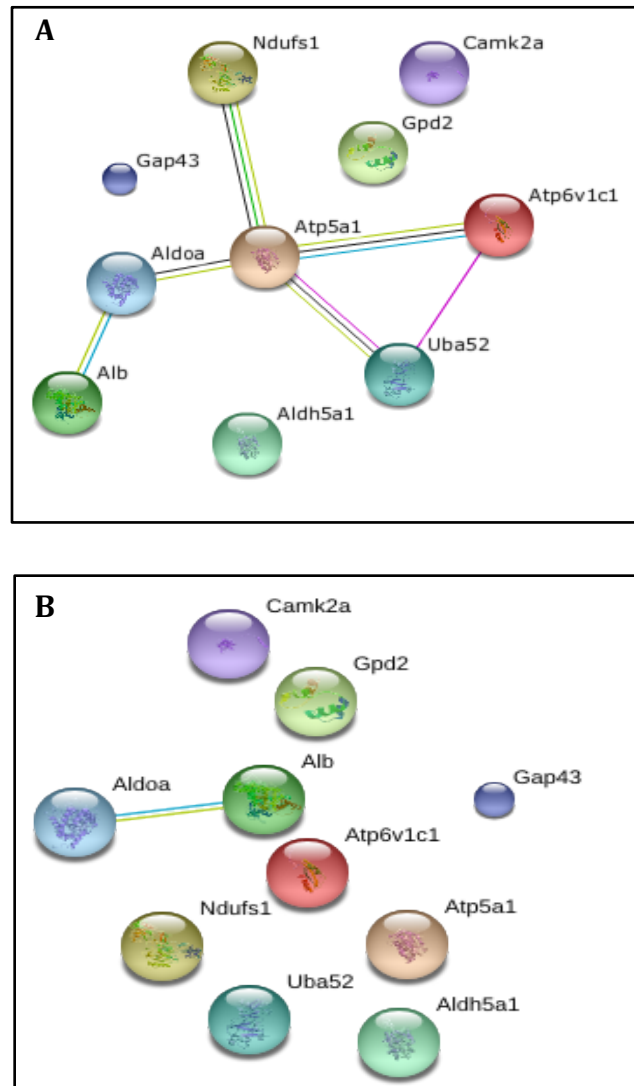 A
Ndufs1
Camk2a
Gpd2
Gap43
Atp6v1c1
Atp5a1
Aldoa
Uba52
Alb
Aldh5a1
B
Camk2a
Gpd2
Alb
Aldoa
Gap43
Atp6v1c1
Ndufs1
Atp5a1
Uba52
Aldh5a1